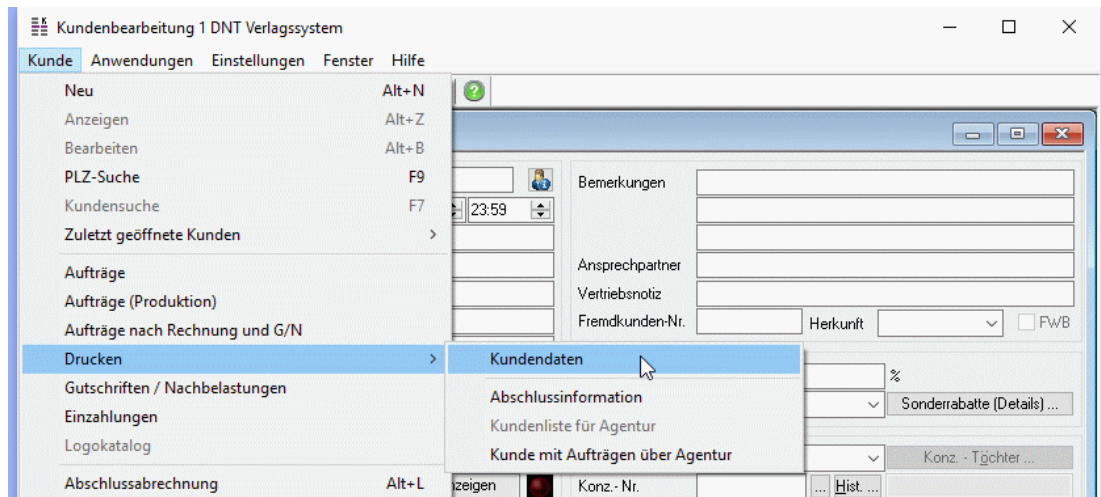 Kundenbearbeitung 1 DNT Verlagssystem
Kunde Anwendungen Einstellungen Fenster Hilfe
Neu Alt+N
Anzeigen Alt+Z
Bearbeiten Alt+B
PLZ-Suche F9
Kundensuche F7
Zuletzt geöffnete Kunden
Aufträge
Aufträge (Produktion)
Aufträge nach Rechnung und G/N
Drucken
Gutschriften / Nachbelastungen
Einzahlungen
Logokatalog
Abschlussabrechnung Alt+L
Kundendaten
Abschlussinformation
Kundenliste für Agentur
Kunde mit Aufträgen über Agentur
23:59
Bemerkungen
Ansprechpartner
Vertriebsnotiz
Fremdkunden-Nr. Herkunft FWB
%
Sonderrabatte (Details) ...
Konz. - Töchter ...
zeigen Konz.- Nr. ... Hist. ...